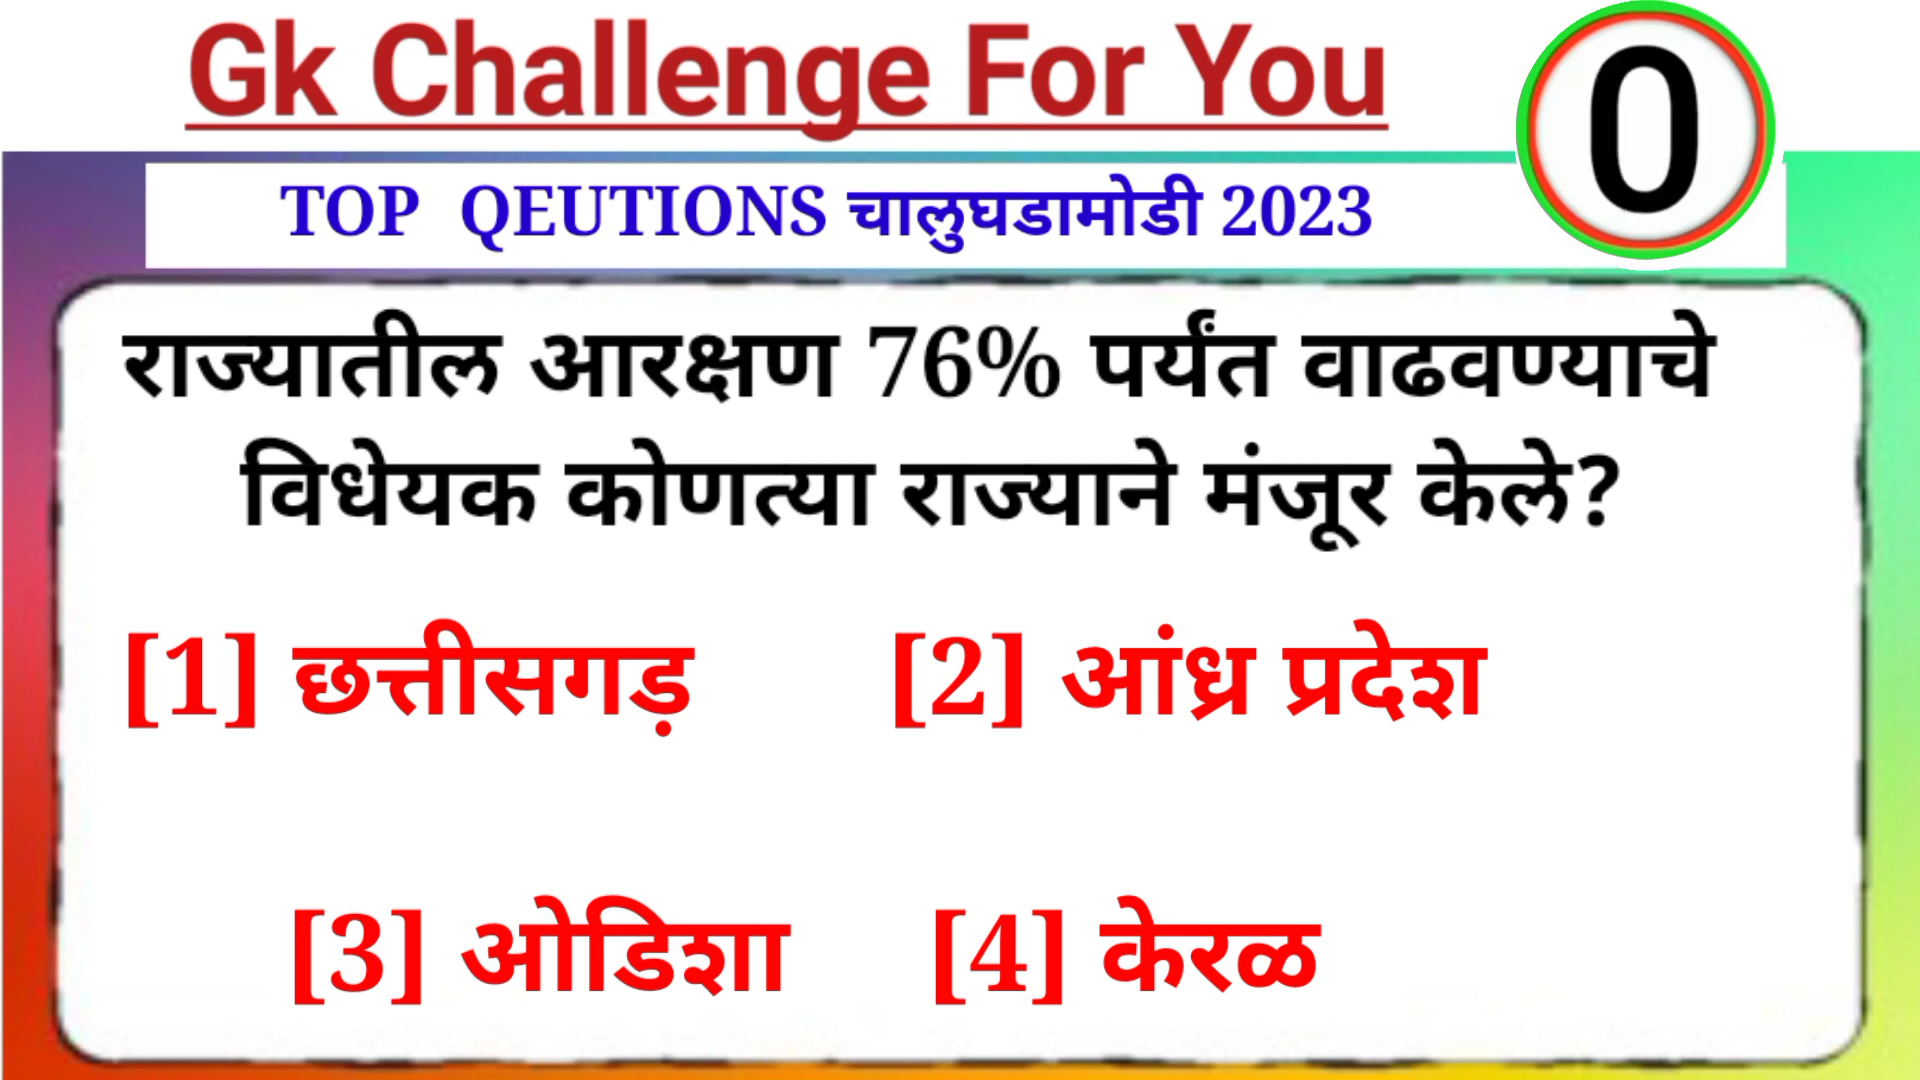 Gk Challenge For You
0
TOP QEUTIONS चालुघडामोडी 2023
राज्यातील आरक्षण 76% पर्यंत वाढवण्याचे
विधेयक कोणत्या राज्याने मंजूर केले?
[1] छत्तीसगड़ [2] आंध्र प्रदेश
[3] ओडिशा [4] केरळ